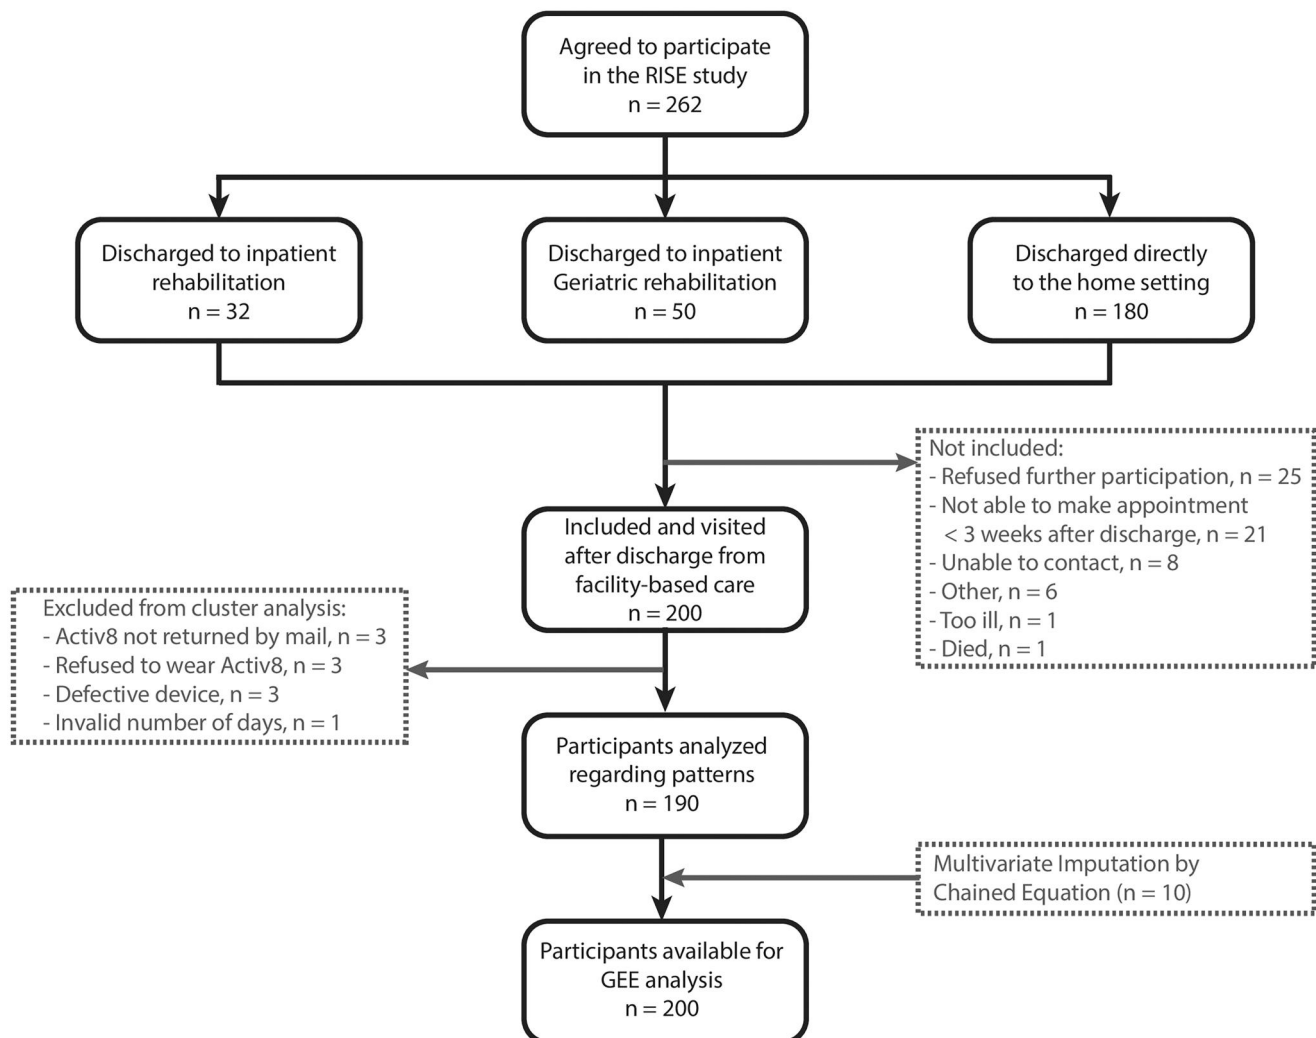 Agreed to participate
in the RISE study
n = 262
Discharged to inpatient
rehabilitation
n = 32
Discharged to inpatient
Geriatric rehabilitation
n = 50
Discharged directly
to the home setting
n = 180
Not included:
- Refused further participation, n = 25
- Not able to make appointment
< 3 weeks after discharge, n = 21
- Unable to contact, n = 8
- Other, n = 6
- Too ill, n = 1
- Died, n = 1
Included and visited
after discharge from
facility-based care
n = 200
Excluded from cluster analysis:
- Activ8 not returned by mail, n = 3
- Refused to wear Activ8, n = 3
- Defective device, n = 3
- Invalid number of days, n = 1
Participants analyzed
regarding patterns
n = 190
Multivariate Imputation by
Chained Equation (n = 10)
Participants available for
GEE analysis
n = 200